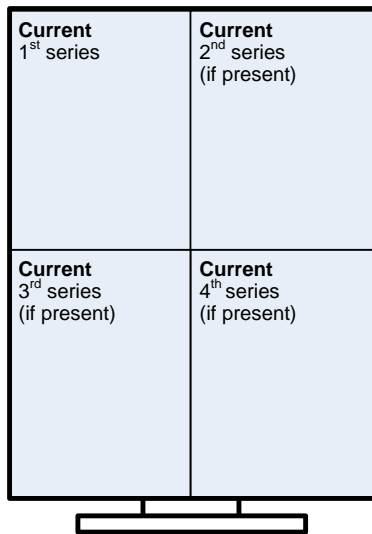 Current
1st series
Current
2nd series
(if present)
Current
3rd series
(if present)
Current
4th series
(if present)